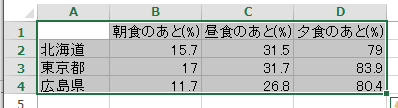 A B C D
1 朝食のあと(%) 昼食のあと(%) 夕食のあと(%)
2 北海道 15.7 31.5 79
3 東京都 17 31.7 83.9
4 広島県 11.7 26.8 80.4
5